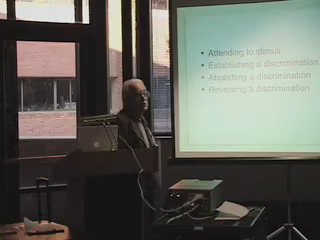 • Attending to stimuli
• Establishing a discrimination
• Abolishing a discrimination
• Reversing a discrimination